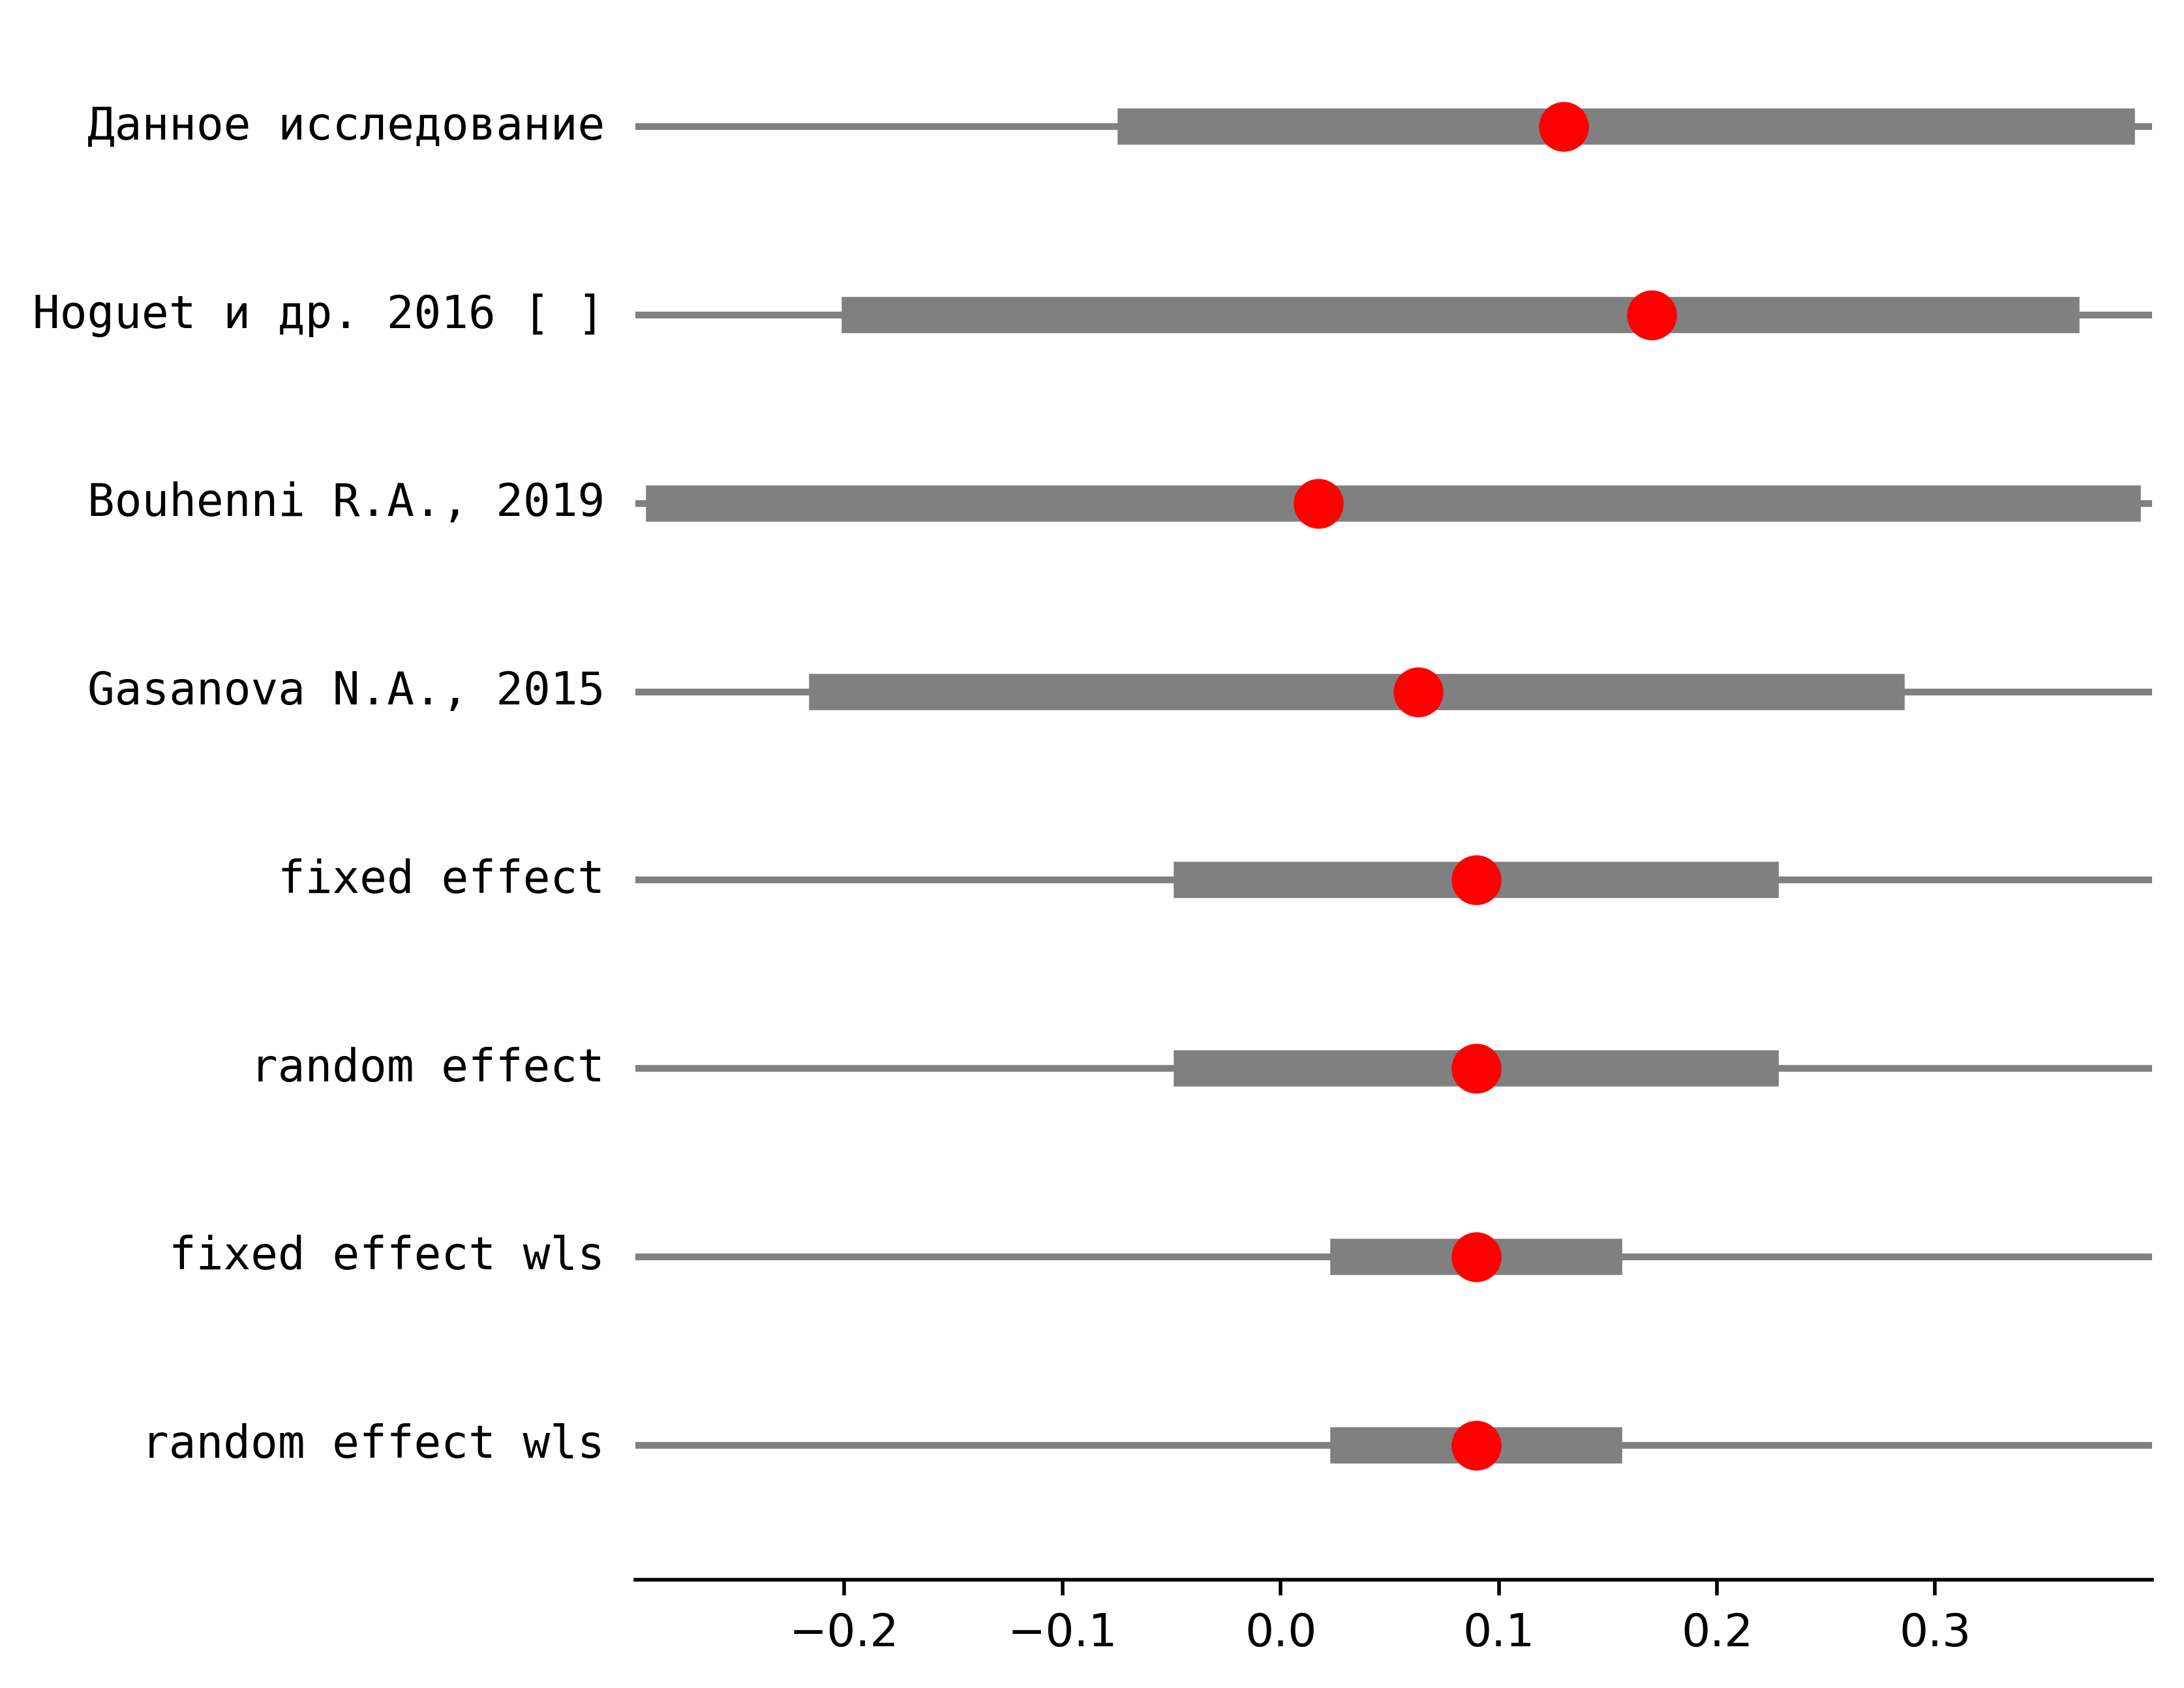 Данное исследование
Hoguet и др. 2016 [ ]
Bouhenni R.A., 2019
Gasanova N.A., 2015
fixed effect
random effect
fixed effect wls
random effect wls
−0.2 −0.1 0.0 0.1 0.2 0.3